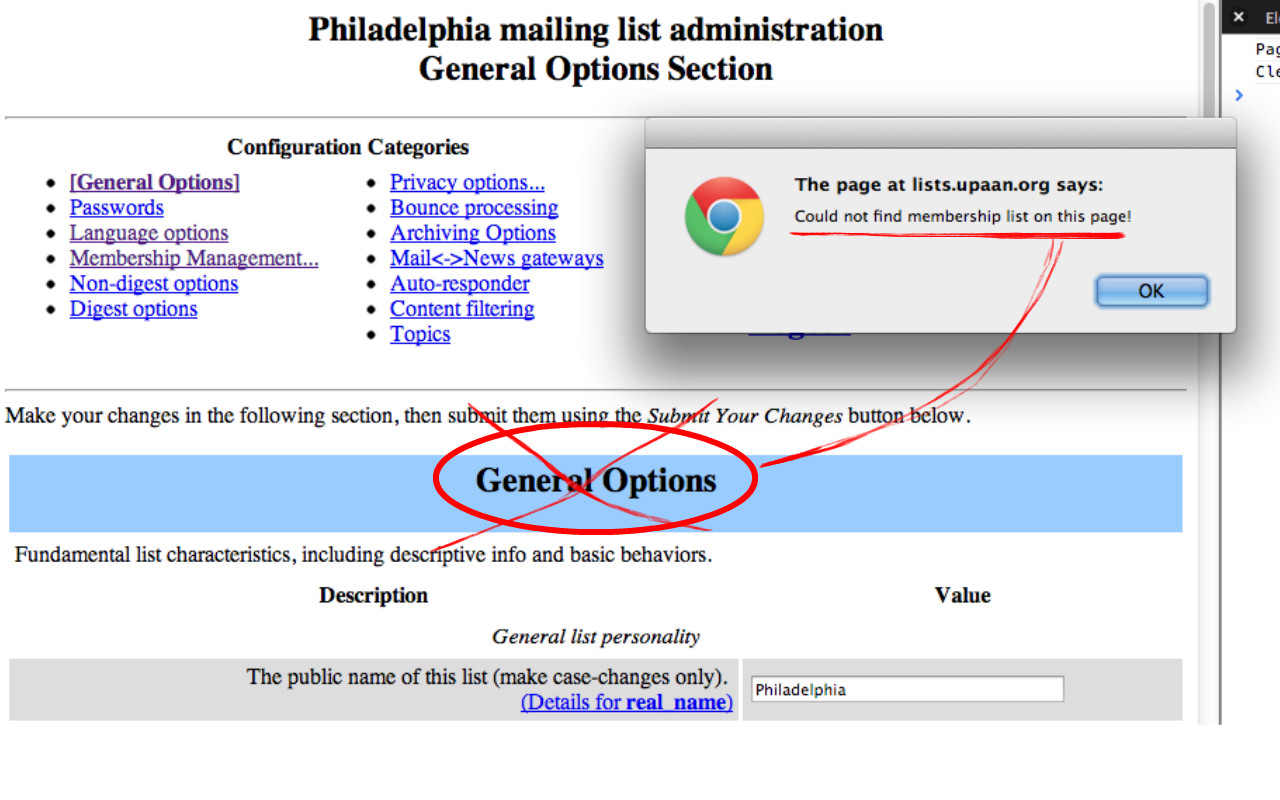 Philadelphia mailing list administration
General Options Section
Configuration Categories
[General Options]
Passwords
Language options
Membership Management...
Non-digest options
Digest options
Privacy options...
Bounce processing
Archiving Options
Mail<->News gateways
Auto-responder
Content filtering
Topics
The page at lists.upaan.org says:
Could not find membership list on this page!
OK
Make your changes in the following section, then submit them using the Submit Your Changes button below.
General Options
Fundamental list characteristics, including descriptive info and basic behaviors.
Description Value
General list personality
The public name of this list (make case-changes only).
(Details for real_name)
Philadelphia